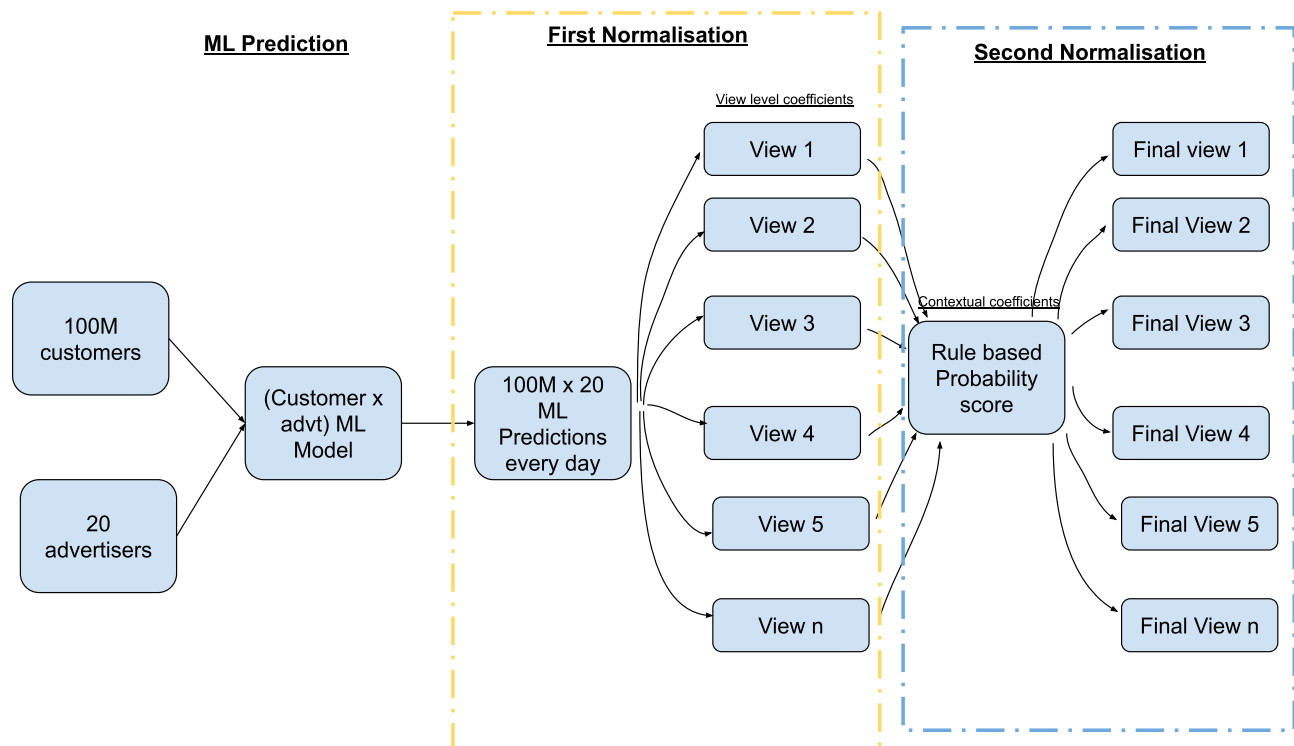 ML Prediction
First Normalisation
Second Normalisation
100M
customers
20
advertisers
(Customer x
advt) ML
Model
100M x 20
ML
Predictions
every day
View level coefficients
View 1
View 2
View 3
View 4
View 5
View n
Contextual coefficients
Rule based
Probability
score
Final view 1
Final View 2
Final View 3
Final View 4
Final View 5
Final View n